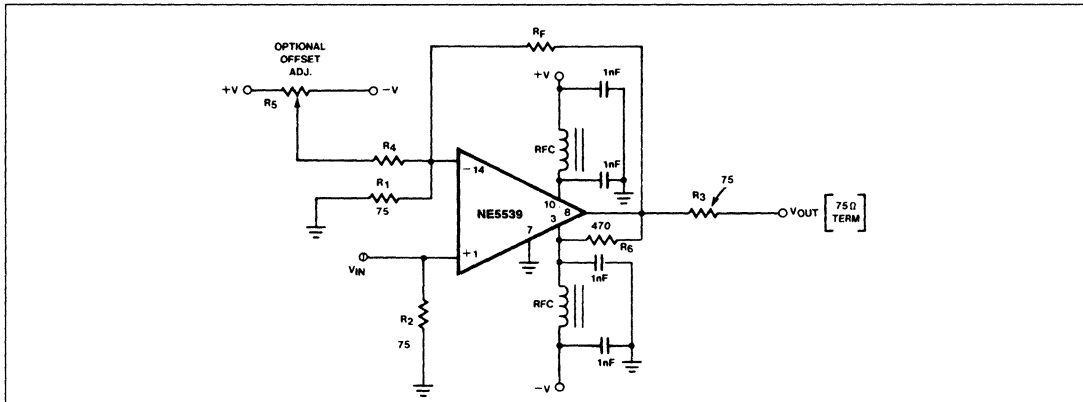 OPTIONAL
OFFSET
ADJ.
+V
R5
−V
RF
+V
1nF
RFC
1nF
R4
R1
75
−14
NE5539
10
8
3
7
+1
VIN
R2
75
470
R6
1nF
RFC
1nF
−V
R3
75
VOUT
75Ω
TERM